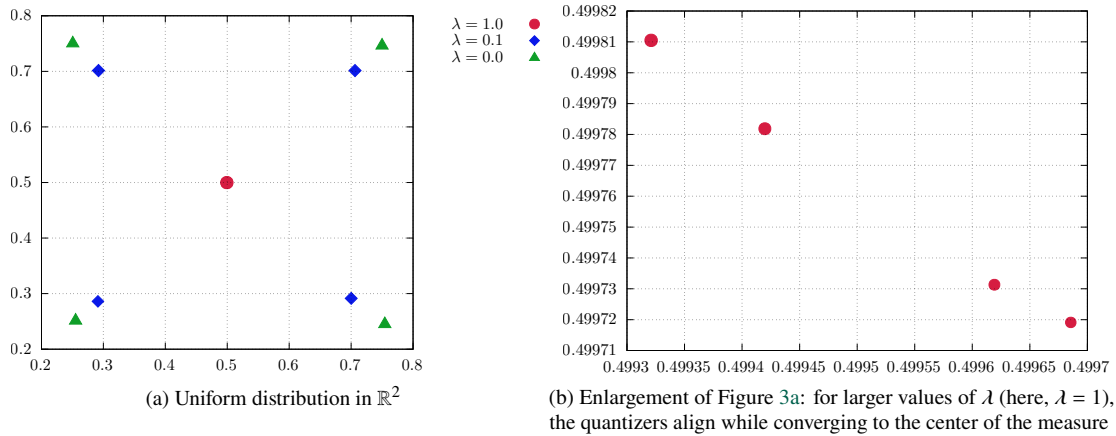 0.8
0.7
0.6
0.5
0.4
0.3
0.2
0.2 0.3 0.4 0.5 0.6 0.7 0.8
(a) Uniform distribution in ℝ²
λ = 1.0
λ = 0.1
λ = 0.0
0.49982
0.49981
0.4998
0.49979
0.49978
0.49977
0.49976
0.49975
0.49974
0.49973
0.49972
0.49971
0.4993 0.49935 0.4994 0.49945 0.4995 0.49955 0.4996 0.49965 0.4997
(b) Enlargement of Figure 3a: for larger values of λ (here, λ = 1),
the quantizers align while converging to the center of the measure